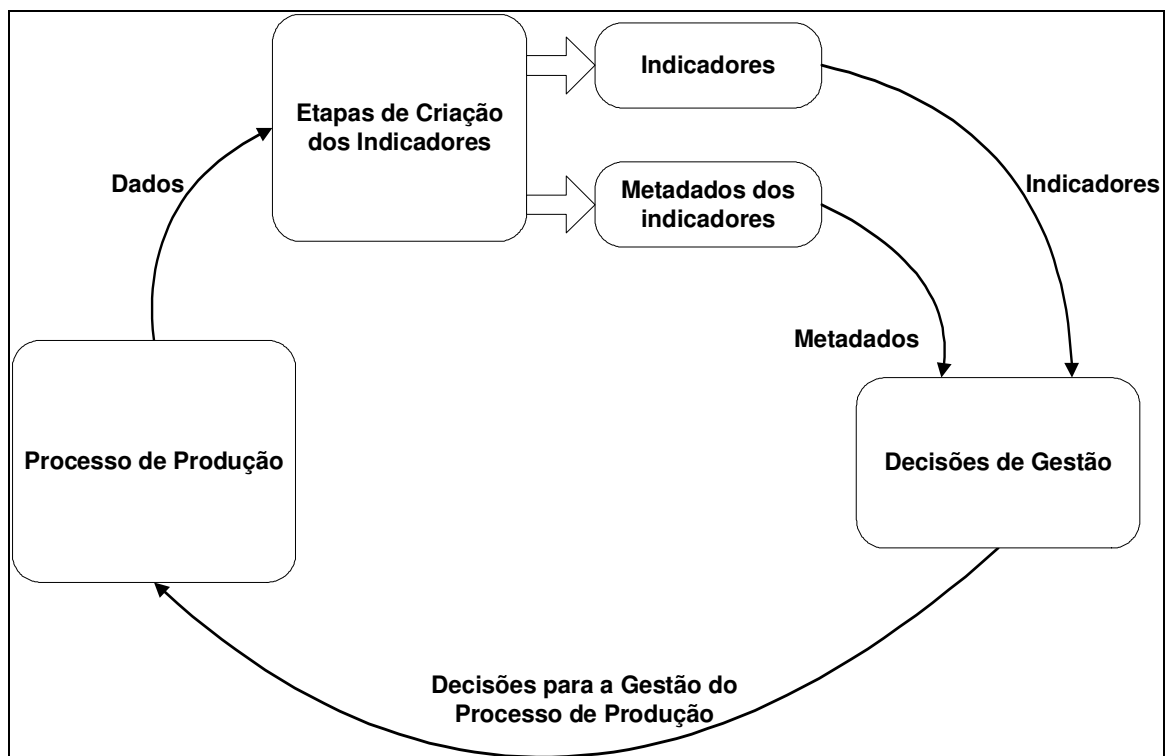 Etapas de Criação
dos Indicadores
Indicadores
Metadados dos
indicadores
Dados
Indicadores
Metadados
Processo de Produção
Decisões de Gestão
Decisões para a Gestão do
Processo de Produção